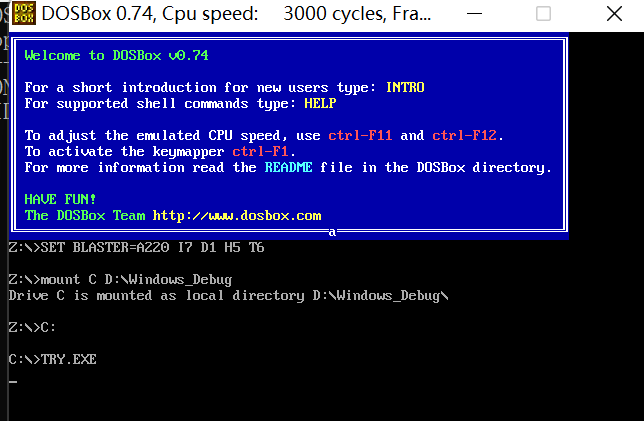 DOSBox 0.74, Cpu speed: 3000 cycles, Fra...
Welcome to DOSBox v0.74
For a short introduction for new users type: INTRO
For supported shell commands type: HELP
To adjust the emulated CPU speed, use ctrl-F11 and ctrl-F12.
To activate the keymapper ctrl-F1.
For more information read the README file in the DOSBox directory.
HAVE FUN!
The DOSBox Team http://www.dosbox.com
a
Z:\>SET BLASTER=A220 I7 D1 H5 T6
Z:\>mount C D:\Windows_Debug
Drive C is mounted as local directory D:\Windows_Debug\
Z:\>C:
C:\>TRY.EXE